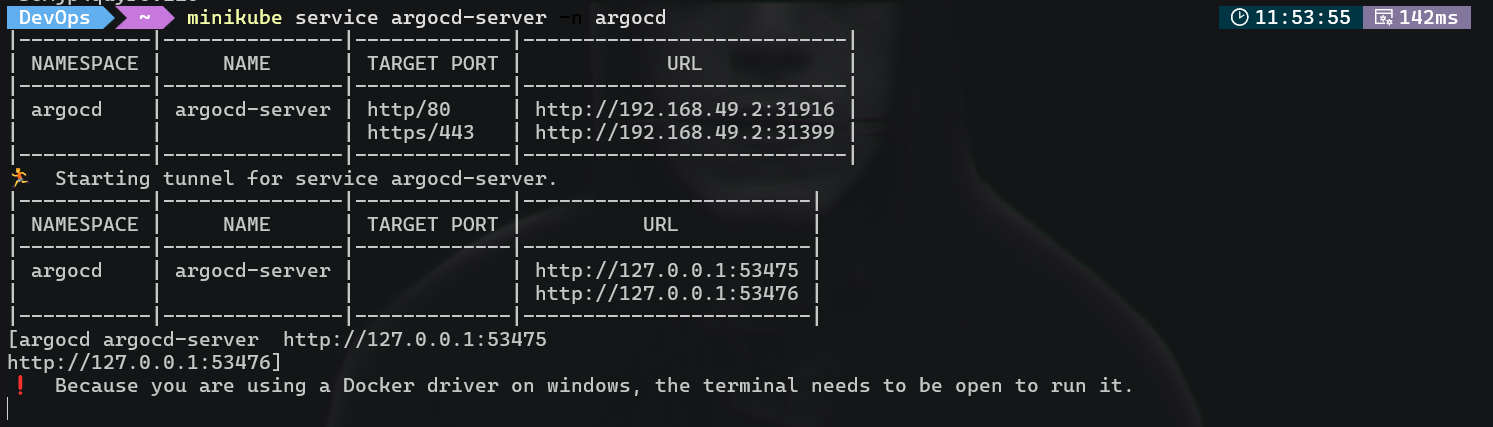 DevOps ~ minikube service argocd-server -n argocd 11:53:55 142ms
|-----------|---------------|-------------|---------------------------|
| NAMESPACE |     NAME      | TARGET PORT |            URL            |
|-----------|---------------|-------------|---------------------------|
| argocd    | argocd-server | http/80     | http://192.168.49.2:31916 |
|           |               | https/443   | http://192.168.49.2:31399 |
|-----------|---------------|-------------|---------------------------|
🏃  Starting tunnel for service argocd-server.
|-----------|---------------|-------------|------------------------|
| NAMESPACE |     NAME      | TARGET PORT |          URL           |
|-----------|---------------|-------------|------------------------|
| argocd    | argocd-server |             | http://127.0.0.1:53475 |
|           |               |             | http://127.0.0.1:53476 |
|-----------|---------------|-------------|------------------------|
[argocd argocd-server  http://127.0.0.1:53475
http://127.0.0.1:53476]
❗  Because you are using a Docker driver on windows, the terminal needs to be open to run it.